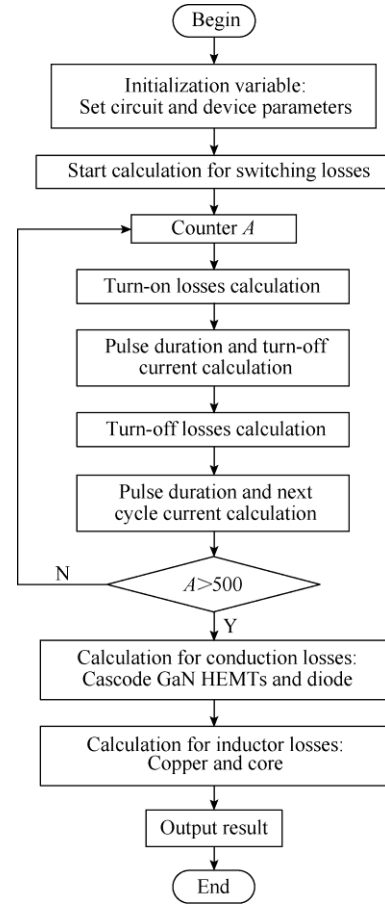 Begin
Initialization variable:
Set circuit and device parameters
Start calculation for switching losses
Counter A
Turn-on losses calculation
Pulse duration and turn-off
current calculation
Turn-off losses calculation
Pulse duration and next
cycle current calculation
N
A>500
Y
Calculation for conduction losses:
Cascode GaN HEMTs and diode
Calculation for inductor losses:
Copper and core
Output result
End